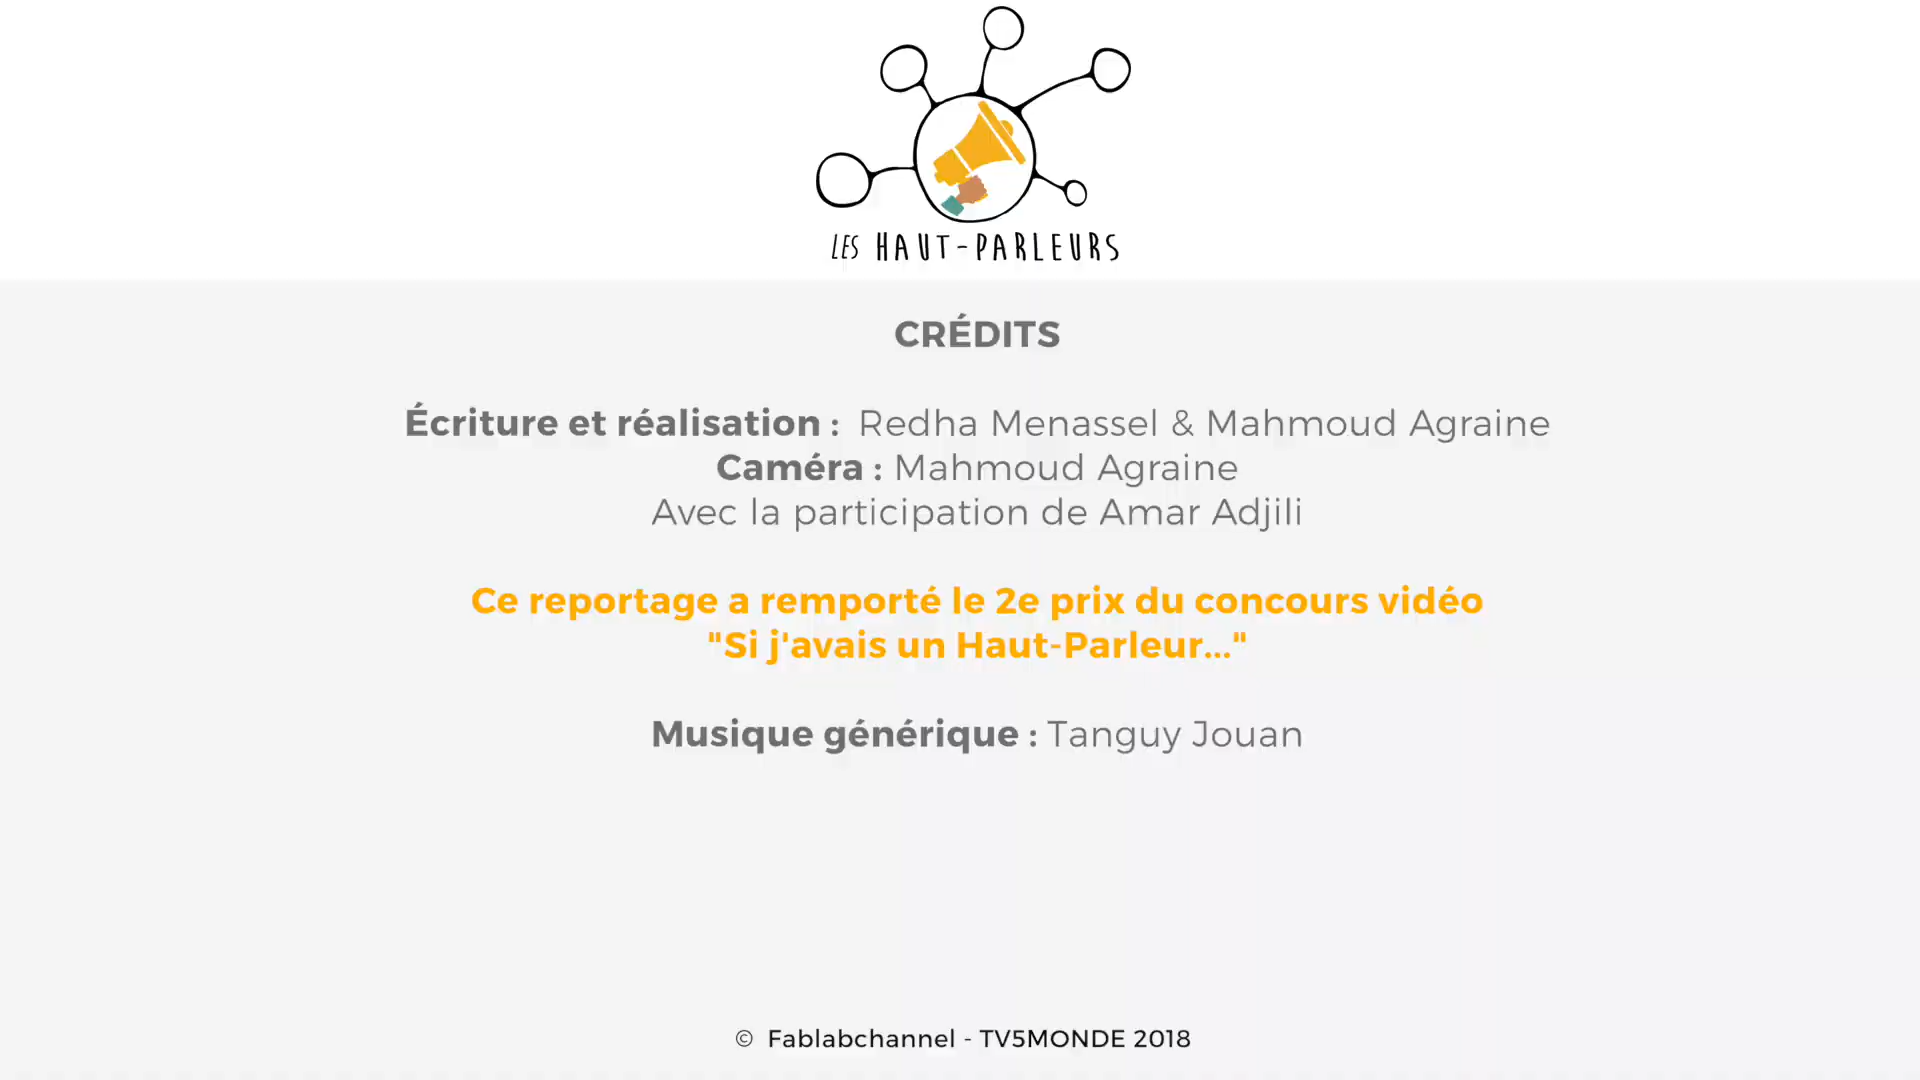 LES HAUT-PARLEURS
CRÉDITS
Écriture et réalisation : Redha Menassel & Mahmoud Agraine
Caméra : Mahmoud Agraine
Avec la participation de Amar Adjili
Ce reportage a remporté le 2e prix du concours vidéo
"Si j'avais un Haut-Parleur..."
Musique générique : Tanguy Jouan
© Fablabchannel - TV5MONDE 2018